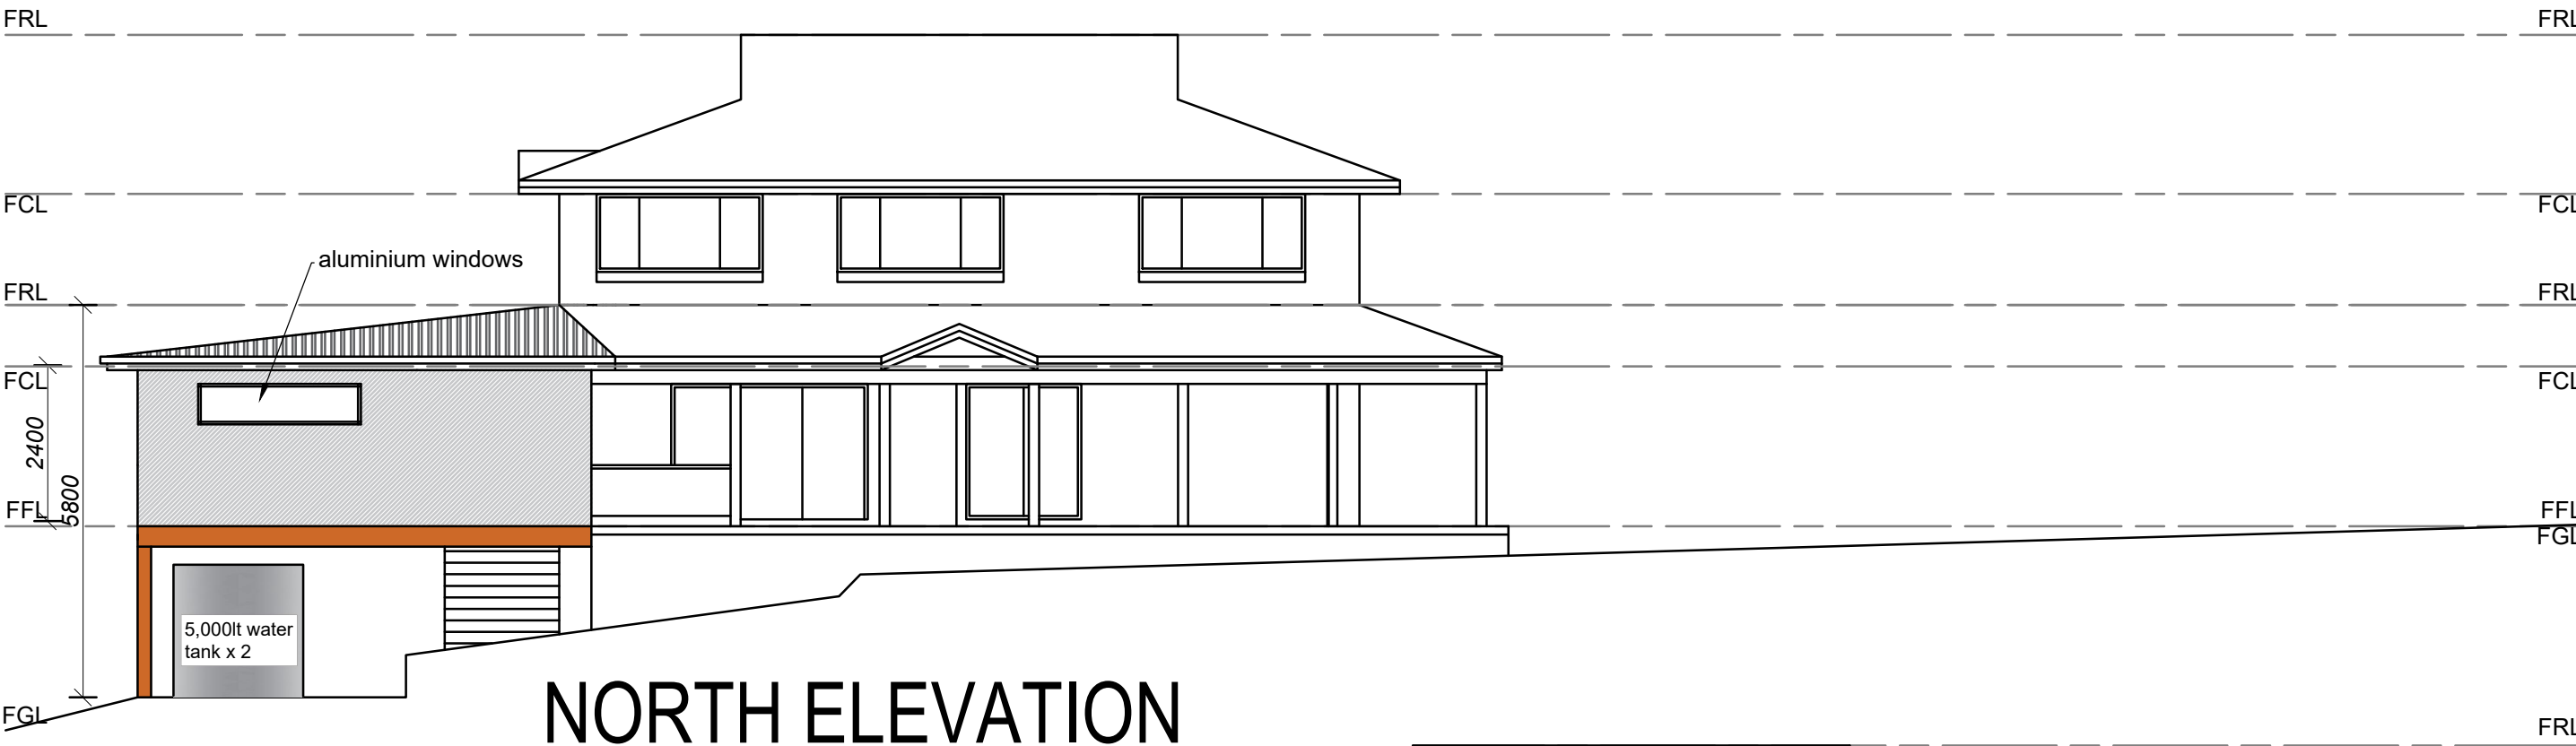 FRL FRL
FCL FCL
aluminium windows
FRL FRL
FCL FCL
2400
5800
FFL FFL
FGL
5,000lt water
tank x 2
NORTH ELEVATION
FGL FRL